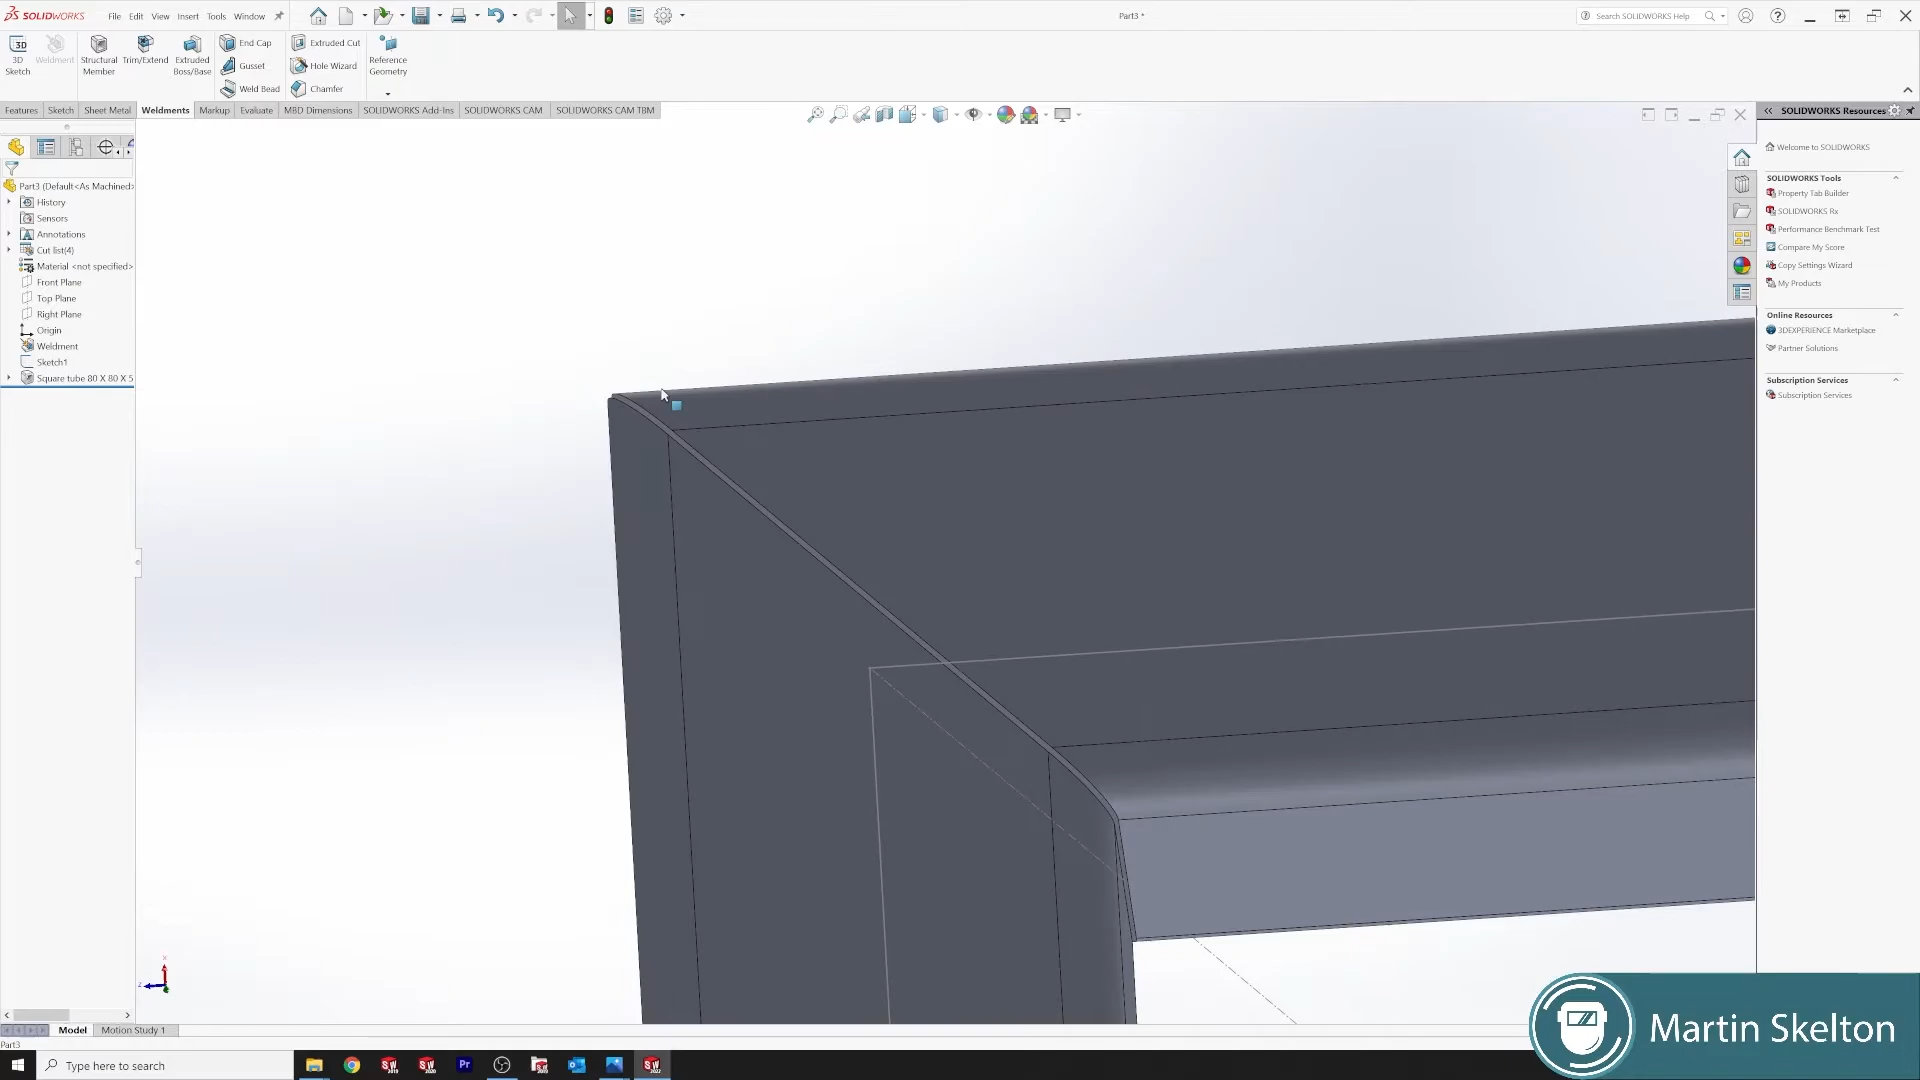 SOLIDWORKS
File
Edit
View
Insert
Tools
Window
Part3 *
Search SOLIDWORKS Help
3D Sketch
Weldment
Structural Member
Trim/Extend
Extruded Boss/Base
End Cap
Gusset
Weld Bead
Extruded Cut
Hole Wizard
Chamfer
Reference Geometry
Features
Sketch
Sheet Metal
Weldments
Markup
Evaluate
MBD Dimensions
SOLIDWORKS Add-Ins
SOLIDWORKS CAM
SOLIDWORKS CAM TBM
Part3 (Default<As Machined>
History
Sensors
Annotations
Cut list(4)
Material <not specified>
Front Plane
Top Plane
Right Plane
Origin
Weldment
Sketch1
Square tube 80 X 80 X 5
SOLIDWORKS Resources
Welcome to SOLIDWORKS
SOLIDWORKS Tools
Property Tab Builder
SOLIDWORKS Rx
Performance Benchmark Test
Compare My Score
Copy Settings Wizard
My Products
Online Resources
3DEXPERIENCE Marketplace
Partner Solutions
Subscription Services
Subscription Services
Model
Motion Study 1
Part3
Type here to search
Martin Skelton